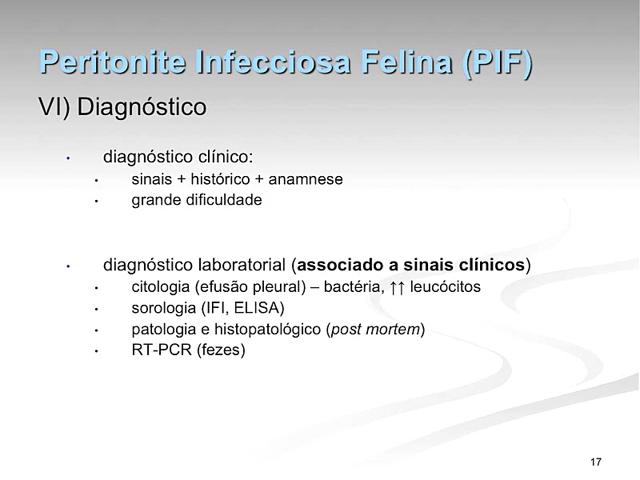 Peritonite Infecciosa Felina (PIF)
VI) Diagnóstico
• diagnóstico clínico:
• sinais + histórico + anamnese
• grande dificuldade
• diagnóstico laboratorial (associado a sinais clínicos)
• citologia (efusão pleural) – bactéria, ↑↑ leucócitos
• sorologia (IFI, ELISA)
• patologia e histopatológico (post mortem)
• RT-PCR (fezes)
17